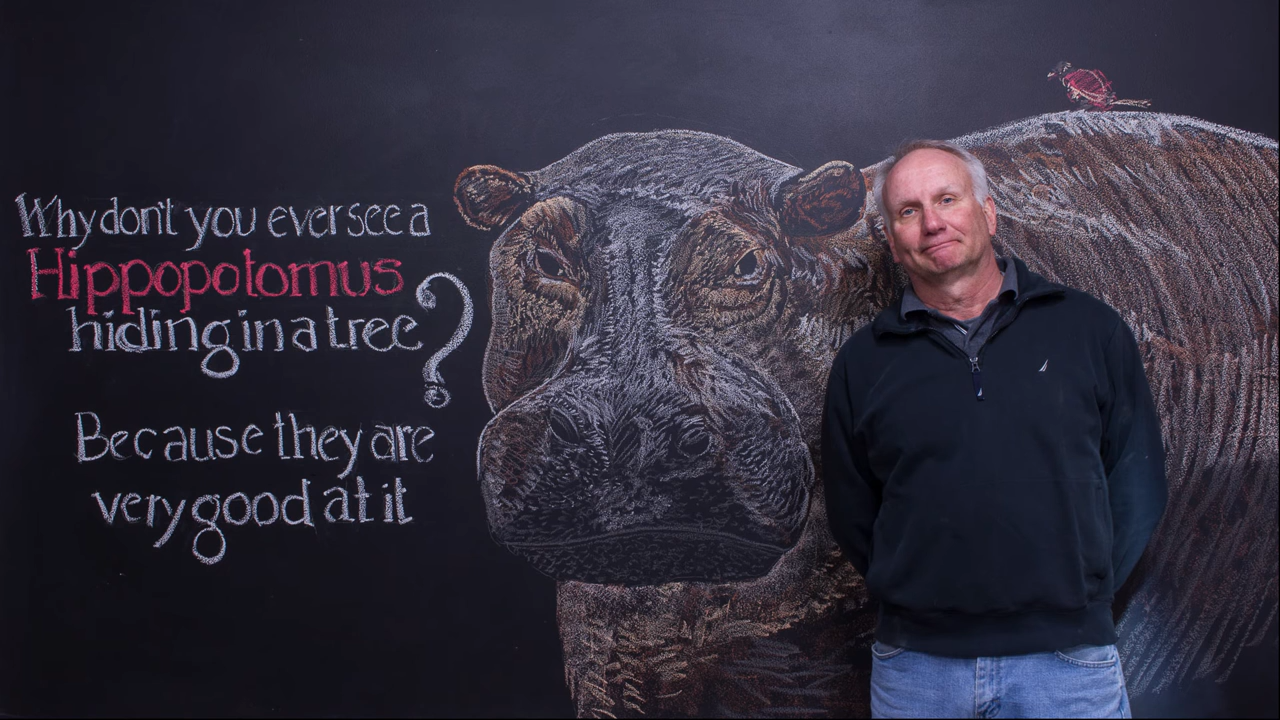 Why don't you ever see a
Hippopotomus
hiding in a tree?
Because they are
very good at it